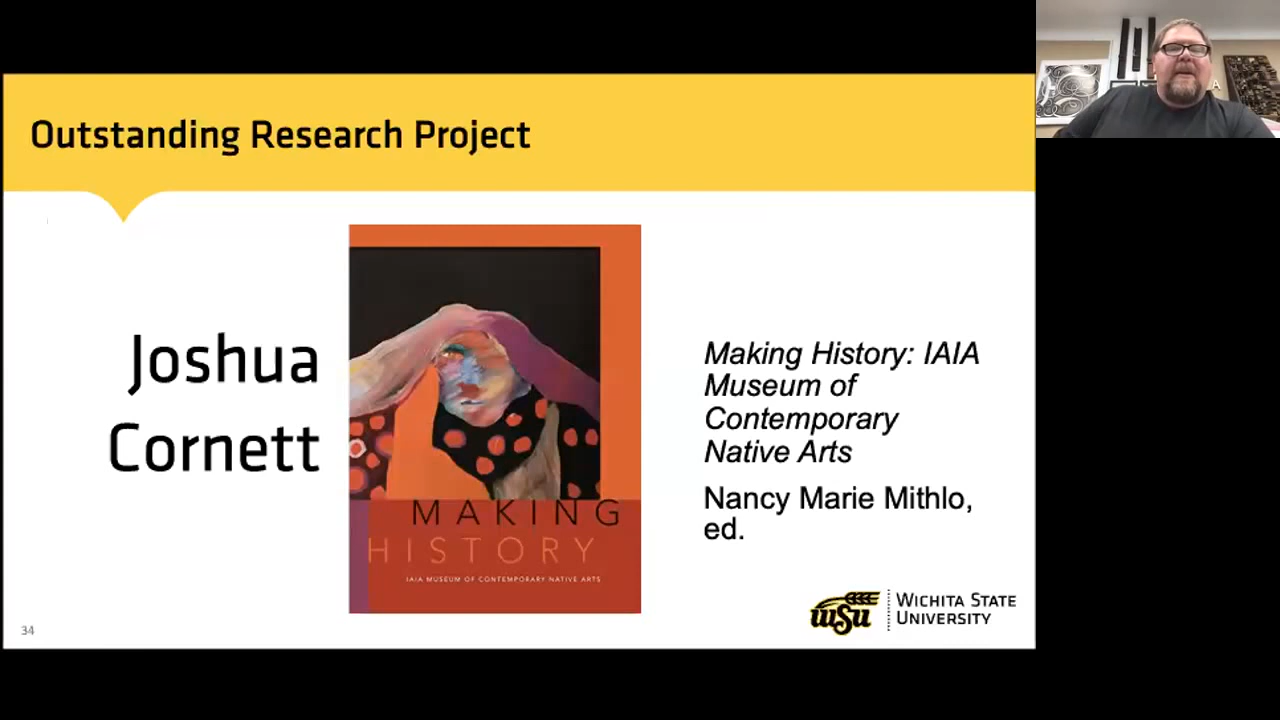 Outstanding Research Project
Joshua
Cornett
MAKING
HISTORY
IAIA MUSEUM OF CONTEMPORARY NATIVE ARTS
Making History: IAIA
Museum of
Contemporary
Native Arts
Nancy Marie Mithlo,
ed.
wsu
WICHITA STATE
UNIVERSITY
34
A